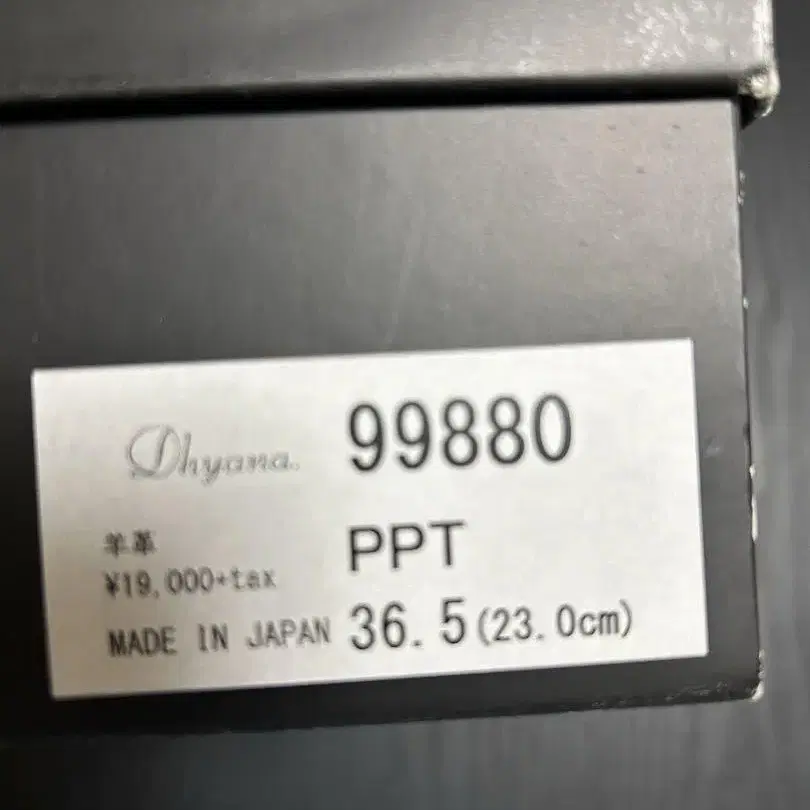 Dhyana. 99880
羊革 PPT
¥19,000+tax
MADE IN JAPAN 36.5(23.0cm)